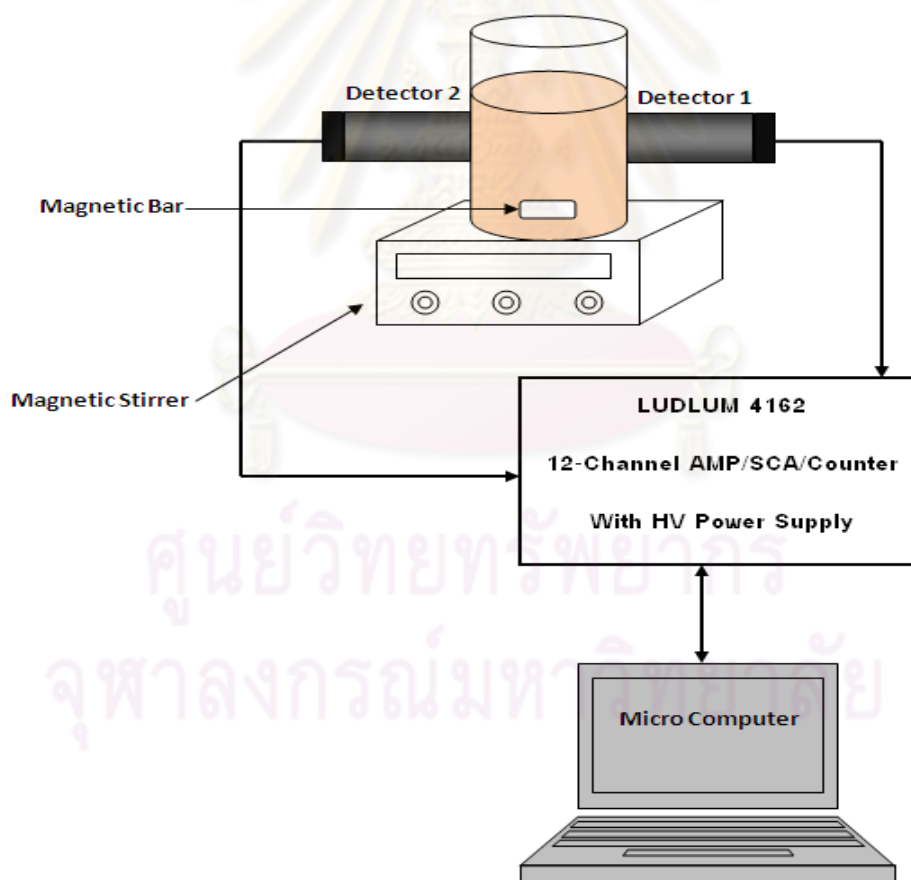 Detector 2
Detector 1
Magnetic Bar
Magnetic Stirrer
LUDLUM 4162
12-Channel AMP/SCA/Counter
With HV Power Supply
ศูนย์วิทยทรัพยากร
จุฬาลงกรณ์มหาวิทยาลัย
Micro Computer